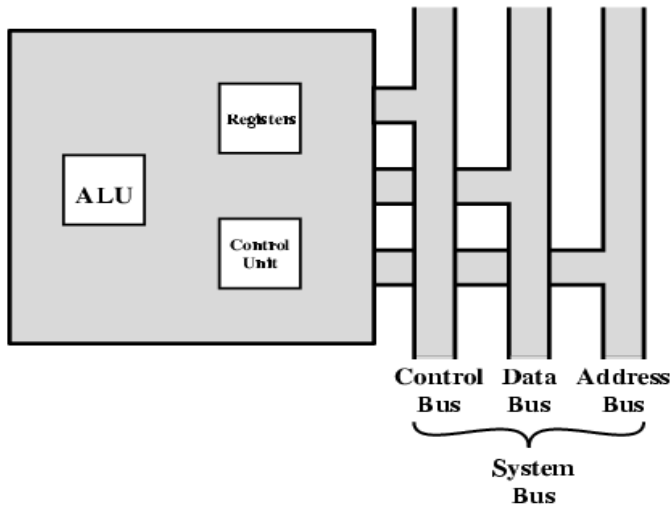 Registers
ALU
Control
Unit
Control Data Address
Bus Bus Bus
System
Bus